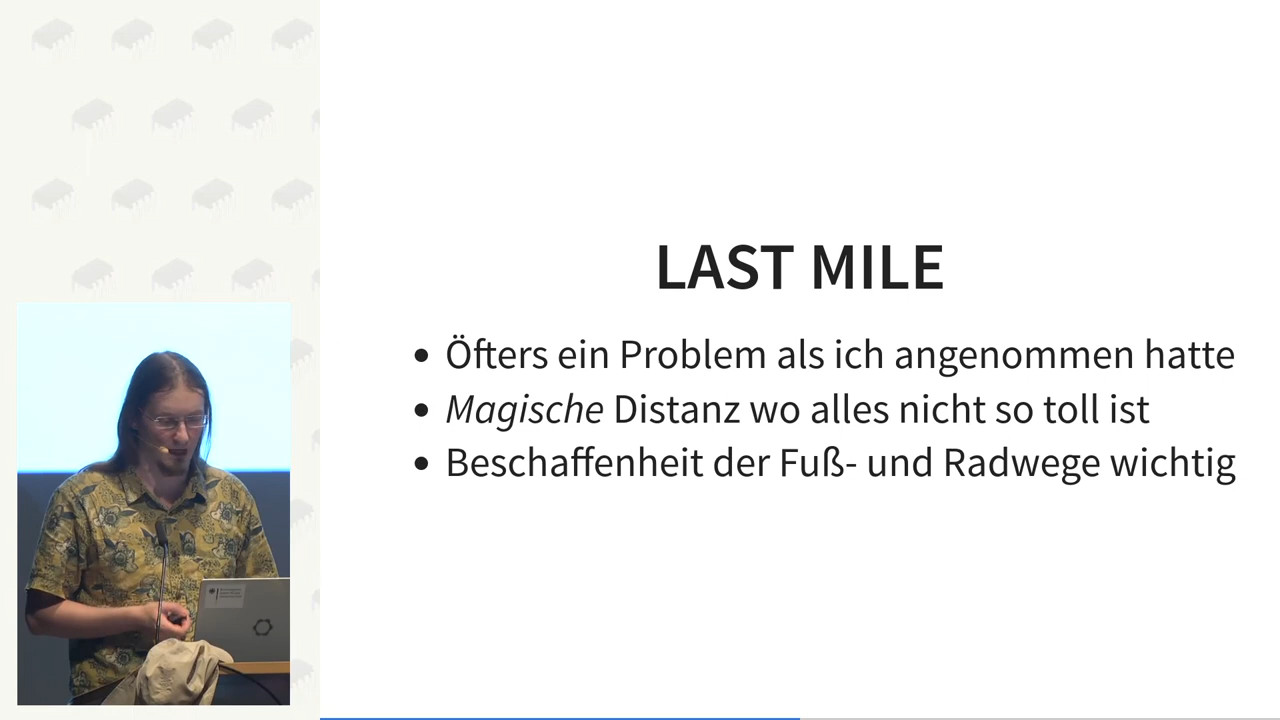 LAST MILE
Öfters ein Problem als ich angenommen hatte
Magische Distanz wo alles nicht so toll ist
Beschaffenheit der Fuß- und Radwege wichtig